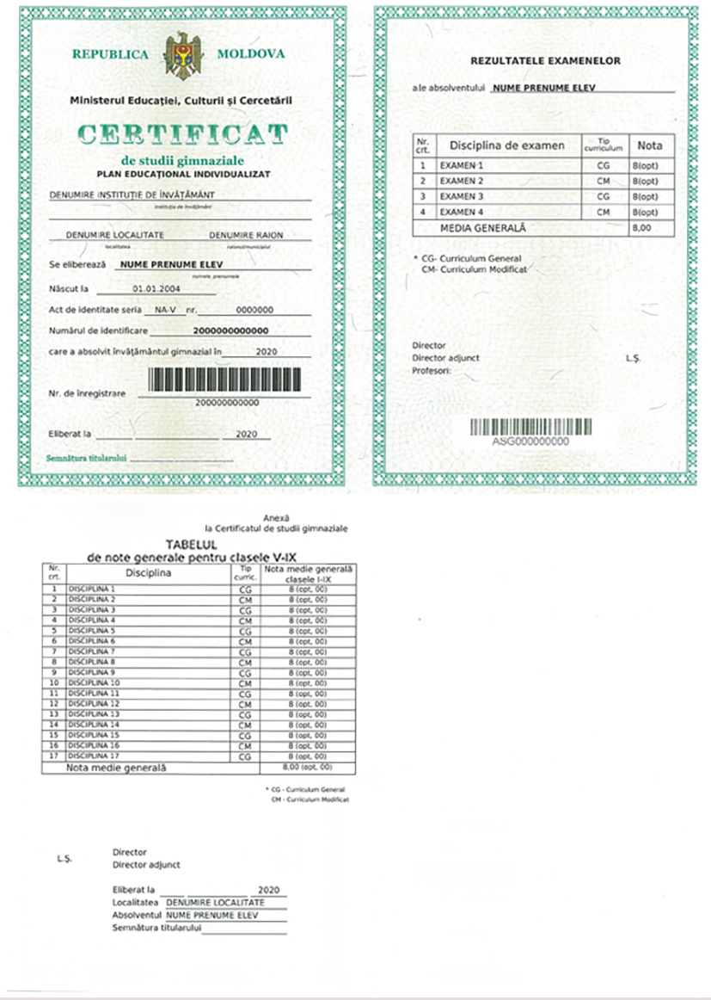 REPUBLICA MOLDOVA
Ministerul Educației, Culturii și Cercetării
CERTIFICAT
de studii gimnaziale
PLAN EDUCAȚIONAL INDIVIDUALIZAT
DENUMIRE INSTITUȚIE DE ÎNVĂȚĂMÂNT
instituția de învățământ
DENUMIRE LOCALITATE DENUMIRE RAION
localitatea raionul/municipiul
Se eliberează NUME PRENUME ELEV
numele, prenumele
Născut la 01.01.2004
Act de identitate seria NA-V nr. 0000000
Numărul de identificare 2000000000000
care a absolvit învățământul gimnazial în 2020
Nr. de înregistrare
200000000000
Eliberat la 2020
Semnătura titularului
REZULTATELE EXAMENELOR
ale absolventului NUME PRENUME ELEV
Nr. crt. Disciplina de examen Tip curriculum Nota
1 EXAMEN 1 CG 8(opt)
2 EXAMEN 2 CM 8(opt)
3 EXAMEN 3 CG 8(opt)
4 EXAMEN 4 CM 8(opt)
MEDIA GENERALĂ 8,00
* CG- Curriculum General
CM- Curriculum Modificat
Director
Director adjunct L.Ș.
Profesori:
ASG000000000
Anexă
la Certificatul de studii gimnaziale
TABELUL
de note generale pentru clasele V-IX
Nr. crt. Disciplina Tip curric. Nota medie generală clasele I-IX
1 DISCIPLINA 1 CG 8 (opt, 00)
2 DISCIPLINA 2 CM 8 (opt, 00)
3 DISCIPLINA 3 CG 8 (opt, 00)
4 DISCIPLINA 4 CM 8 (opt, 00)
5 DISCIPLINA 5 CG 8 (opt, 00)
6 DISCIPLINA 6 CM 8 (opt, 00)
7 DISCIPLINA 7 CG 8 (opt, 00)
8 DISCIPLINA 8 CM 8 (opt, 00)
9 DISCIPLINA 9 CG 8 (opt, 00)
10 DISCIPLINA 10 CM 8 (opt, 00)
11 DISCIPLINA 11 CG 8 (opt, 00)
12 DISCIPLINA 12 CM 8 (opt, 00)
13 DISCIPLINA 13 CG 8 (opt, 00)
14 DISCIPLINA 14 CM 8 (opt, 00)
15 DISCIPLINA 15 CG 8 (opt, 00)
16 DISCIPLINA 16 CM 8 (opt, 00)
17 DISCIPLINA 17 CG 8 (opt, 00)
Nota medie generală 8,00 (opt, 00)
* CG - Curriculum General
CM - Curriculum Modificat
L.Ș. Director
Director adjunct
Eliberat la 2020
Localitatea DENUMIRE LOCALITATE
Absolventul NUME PRENUME ELEV
Semnătura titularului